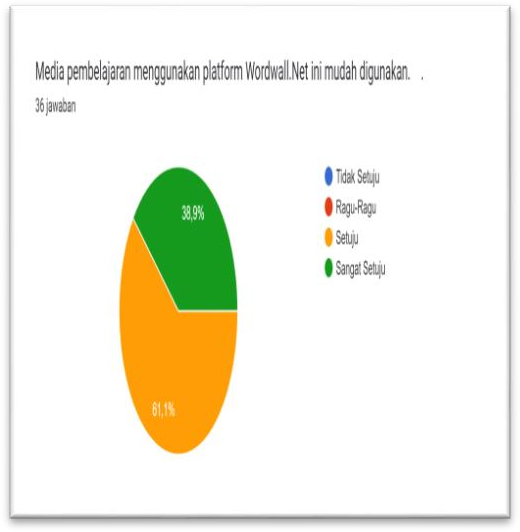 Media pembelajaran menggunakan platform Wordwall.Net ini mudah digunakan. .
36 jawaban
38,9%
61,1%
Tidak Setuju
Ragu-Ragu
Setuju
Sangat Setuju